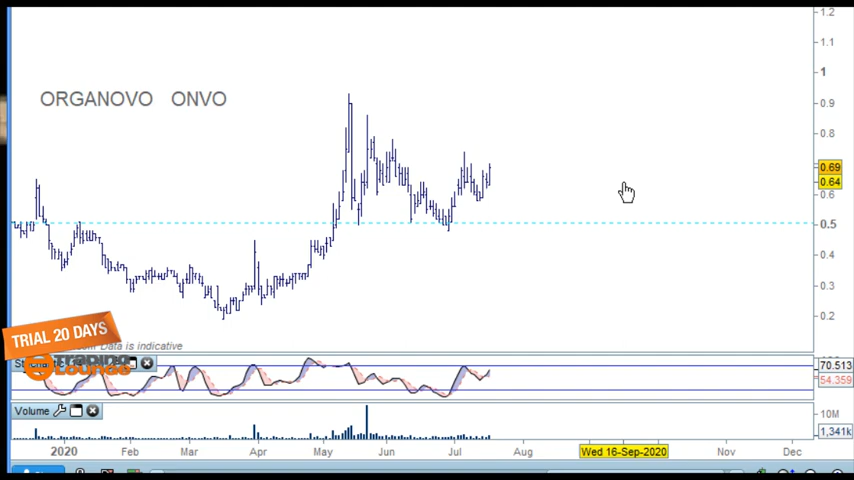 1.2
1.1
1
ORGANOVO ONVO
0.9
0.8
0.69
0.64
0.6
0.5
0.4
0.3
0.2
TRIAL 20 DAYS
Data is indicative
Trading
Lounge
70.513
54.359
Volume
10M
1,341k
2020 Feb Mar Apr May Jun Jul Aug Wed 16-Sep-2020 Nov Dec